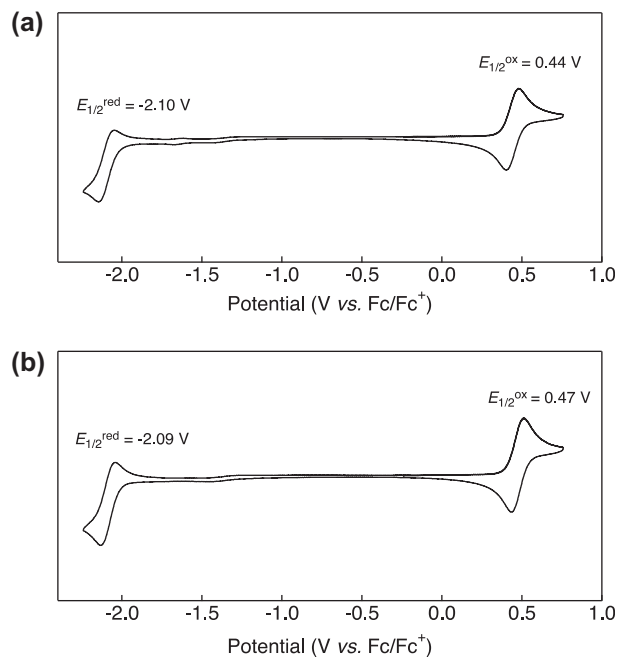 (a)
E1/2ox = 0.44 V
E1/2red = -2.10 V
-2.0 -1.5 -1.0 -0.5 0.0 0.5 1.0
Potential (V vs. Fc/Fc+)
(b)
E1/2ox = 0.47 V
E1/2red = -2.09 V
-2.0 -1.5 -1.0 -0.5 0.0 0.5 1.0
Potential (V vs. Fc/Fc+)